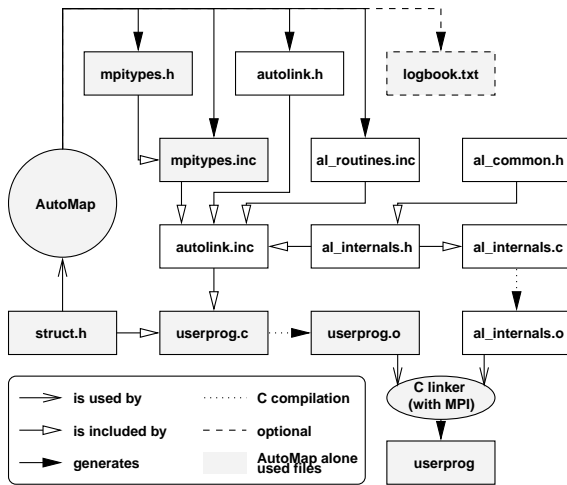 mpitypes.h
autolink.h
logbook.txt
mpitypes.inc
al_routines.inc
al_common.h
AutoMap
autolink.inc
al_internals.h
al_internals.c
struct.h
userprog.c
userprog.o
al_internals.o
C linker
(with MPI)
is used by
C compilation
is included by
optional
generates
AutoMap alone
used files
userprog